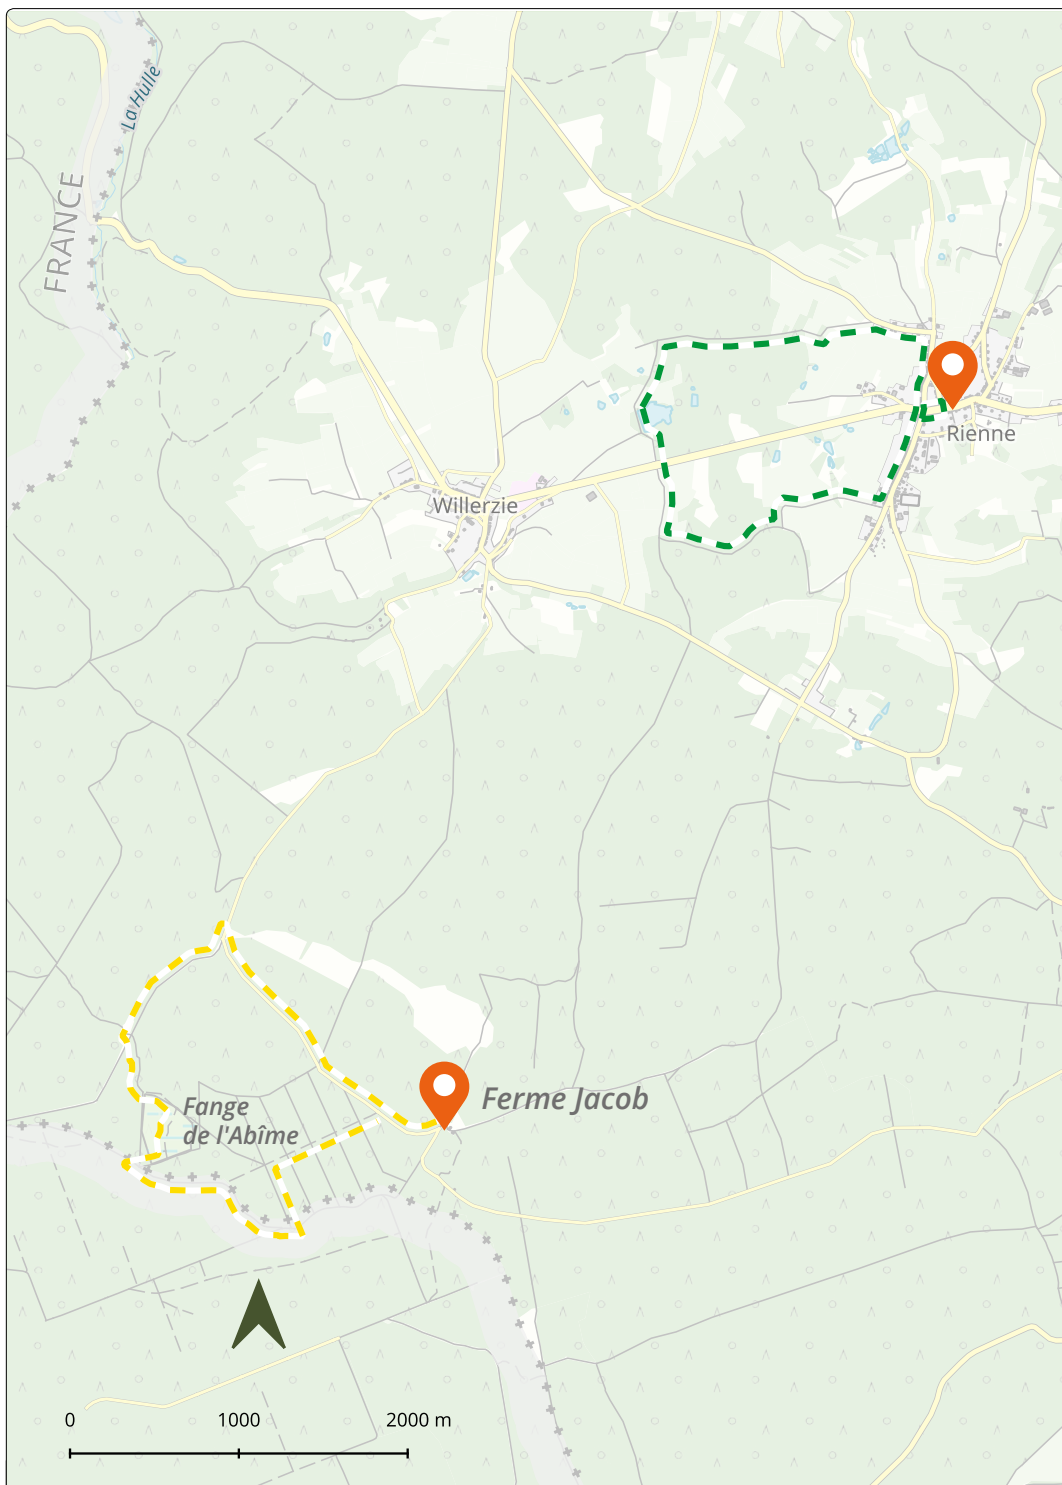 La Hulle
FRANCE
Rienne
Willerzie
Ferme Jacob
Fange
de l'Abîme
0 1000 2000 m